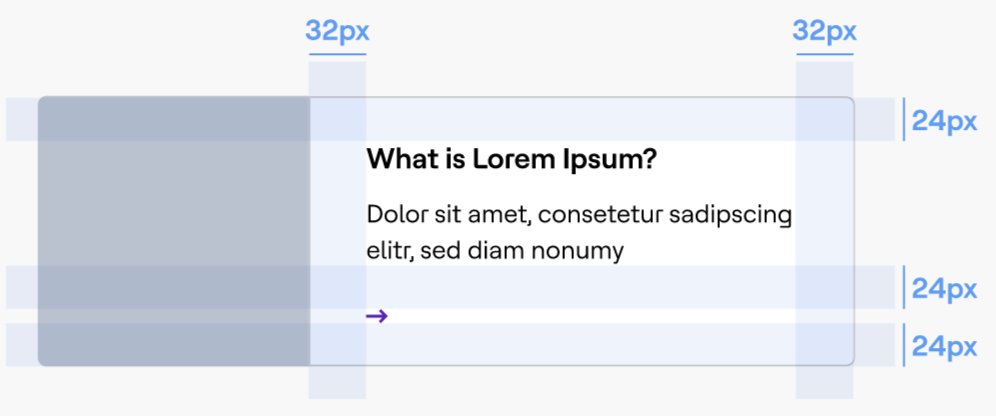 32px 32px
24px
What is Lorem Ipsum?
Dolor sit amet, consetetur sadipscing
elitr, sed diam nonumy
24px
→
24px